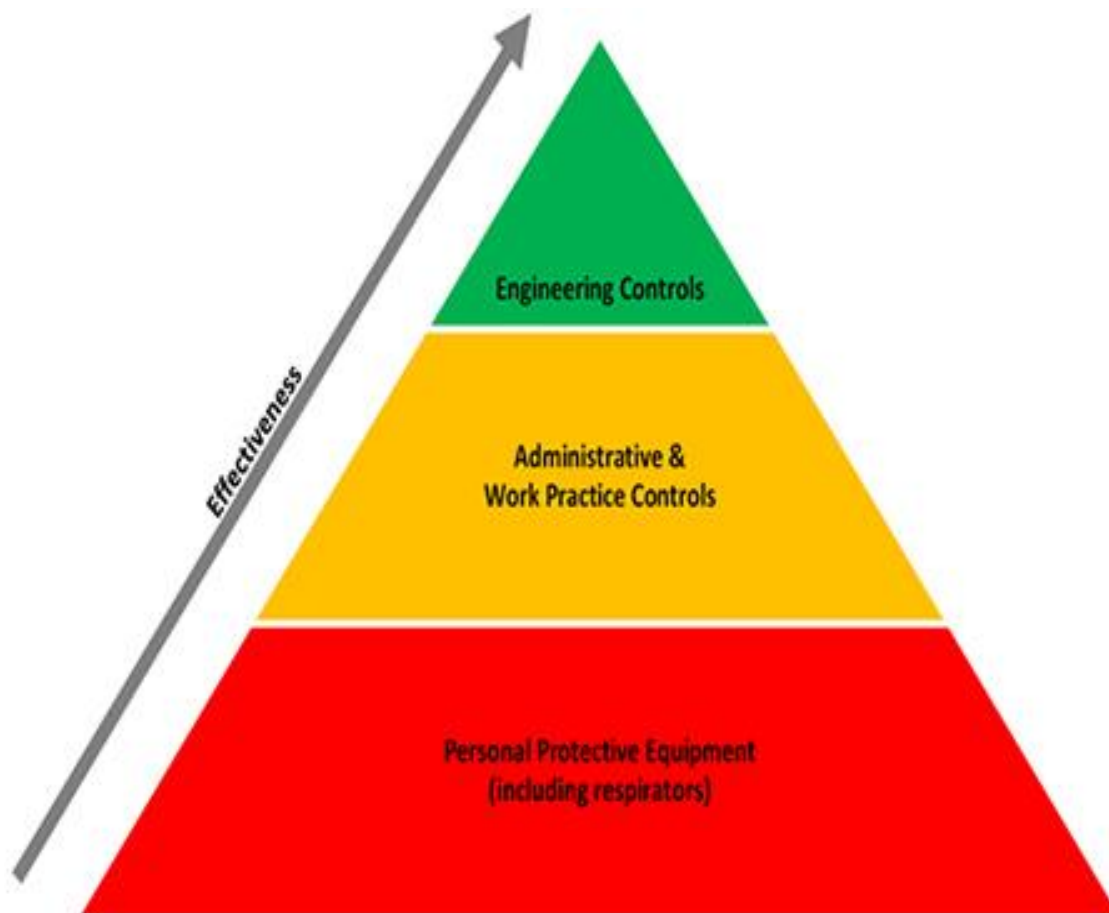 Effectiveness
Engineering Controls
Administrative &
Work Practice Controls
Personal Protective Equipment
(including respirators)